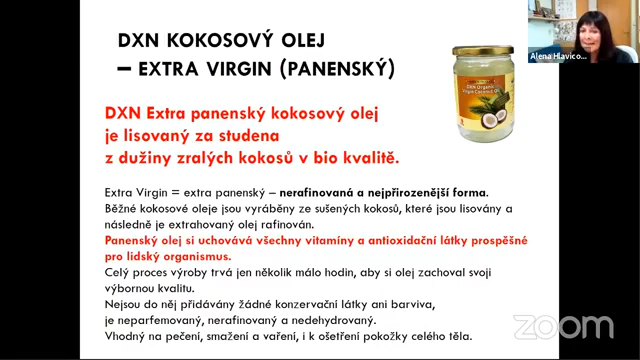 DXN KOKOSOVÝ OLEJ
– EXTRA VIRGIN (PANENSKÝ)
DXN Extra panenský kokosový olej
je lisovaný za studena
z dužiny zralých kokosů v bio kvalitě.
Extra Virgin = extra panenský – nerafinovaná a nejpřirozenější forma.
Běžné kokosové oleje jsou vyráběny ze sušených kokosů, které jsou lisovány a
následně je extrahovaný olej rafinován.
Panenský olej si uchovává všechny vitamíny a antioxidační látky prospěšné
pro lidský organismus.
Celý proces výroby trvá jen několik málo hodin, aby si olej zachoval svoji
výbornou kvalitu.
Nejsou do něj přidávány žádné konzervační látky ani barviva,
je neparfemovaný, nerafinovaný a nedehydrovaný.
Vhodný na pečení, smažení a vaření, i k ošetření pokožky celého těla.
DXN Organic
Virgin Coconut Oil
Alena Hlavico...
zoom